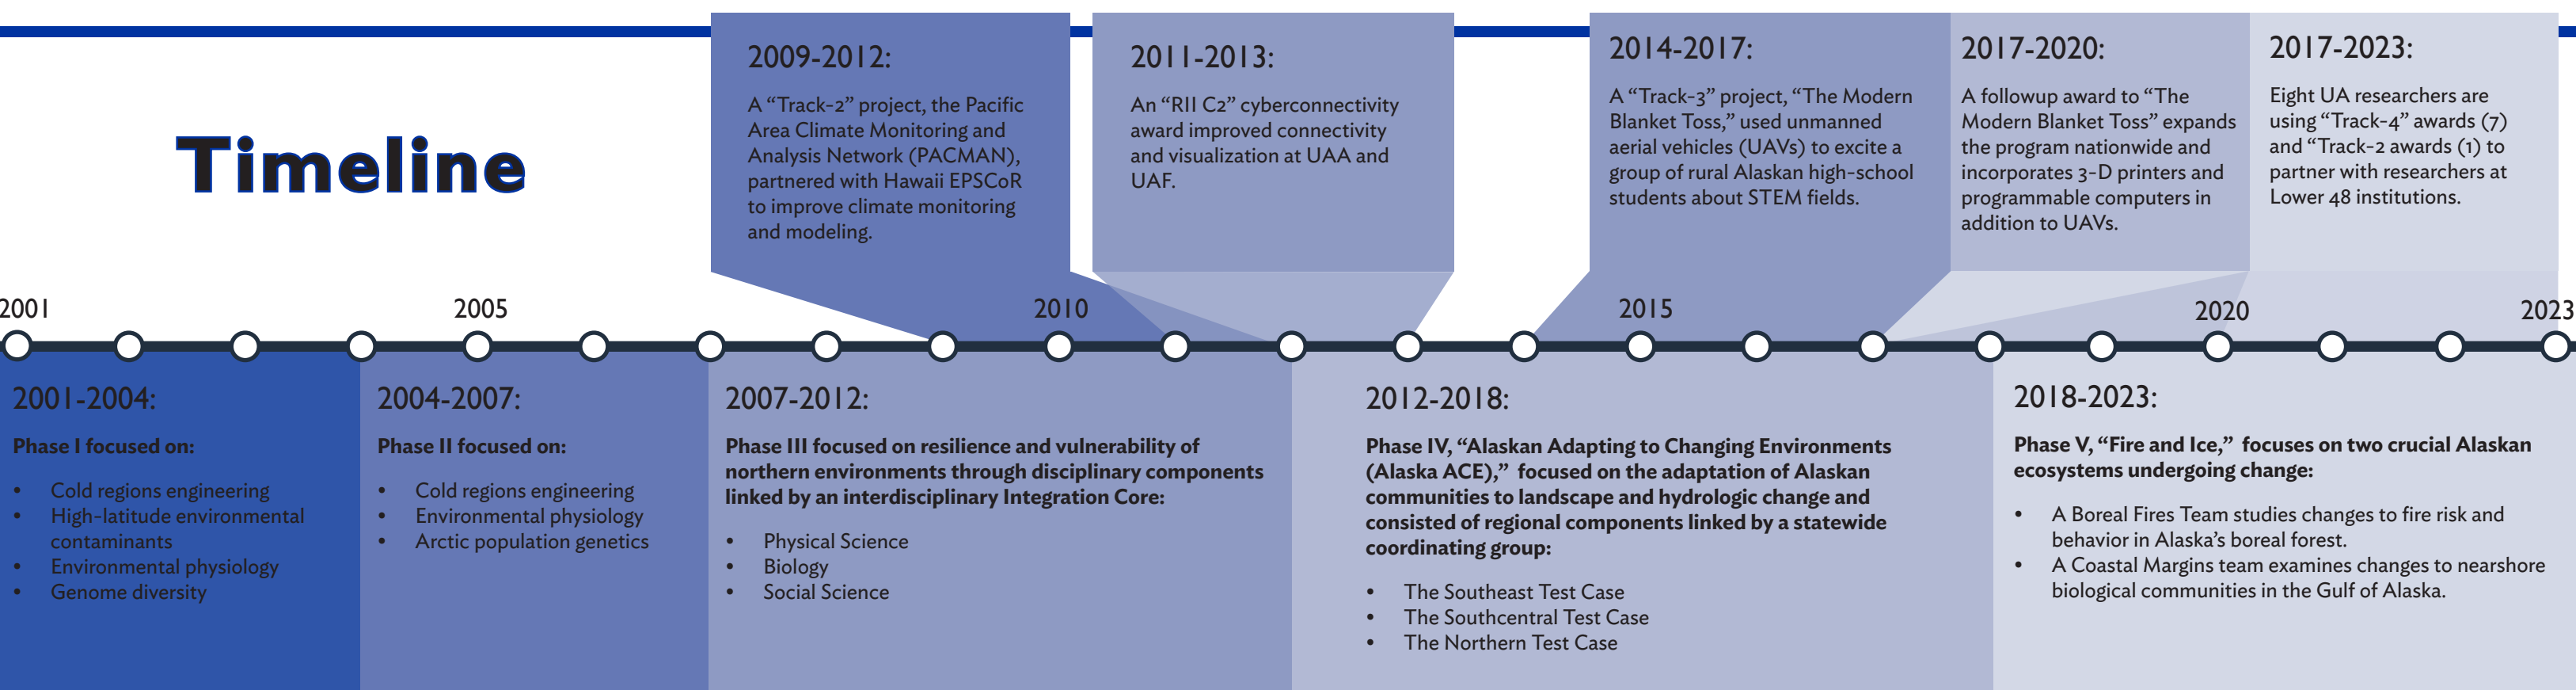 Timeline
2009-2012:
A “Track-2” project, the Pacific
Area Climate Monitoring and
Analysis Network (PACMAN),
partnered with Hawaii EPSCoR
to improve climate monitoring
and modeling.
2011-2013:
An “RII C2” cyberconnectivity
award improved connectivity
and visualization at UAA and
UAF.
2014-2017:
A “Track-3” project, “The Modern
Blanket Toss,” used unmanned
aerial vehicles (UAVs) to excite a
group of rural Alaskan high-school
students about STEM fields.
2017-2020:
A followup award to “The
Modern Blanket Toss” expands
the program nationwide and
incorporates 3-D printers and
programmable computers in
addition to UAVs.
2017-2023:
Eight UA researchers are
using “Track-4” awards (7)
and “Track-2 awards (1) to
partner with researchers at
Lower 48 institutions.
2001
2005
2010
2015
2020
2023
2001-2004:
Phase I focused on:
• Cold regions engineering
• High-latitude environmental
contaminants
• Environmental physiology
• Genome diversity
2004-2007:
Phase II focused on:
• Cold regions engineering
• Environmental physiology
• Arctic population genetics
2007-2012:
Phase III focused on resilience and vulnerability of
northern environments through disciplinary components
linked by an interdisciplinary Integration Core:
• Physical Science
• Biology
• Social Science
2012-2018:
Phase IV, “Alaskan Adapting to Changing Environments
(Alaska ACE),” focused on the adaptation of Alaskan
communities to landscape and hydrologic change and
consisted of regional components linked by a statewide
coordinating group:
• The Southeast Test Case
• The Southcentral Test Case
• The Northern Test Case
2018-2023:
Phase V, “Fire and Ice,” focuses on two crucial Alaskan
ecosystems undergoing change:
• A Boreal Fires Team studies changes to fire risk and
behavior in Alaska’s boreal forest.
• A Coastal Margins team examines changes to nearshore
biological communities in the Gulf of Alaska.